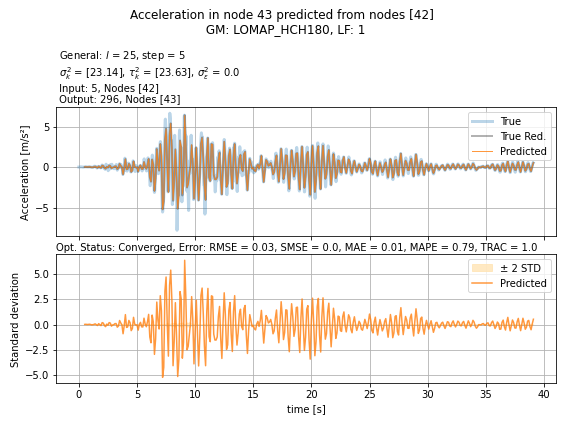 Acceleration in node 43 predicted from nodes [42]
GM: LOMAP_HCH180, LF: 1
General: l = 25, step = 5
σ²ₖ = [23.14], τ²ₖ = [23.63], σ²ε = 0.0
Input: 5, Nodes [42]
Output: 296, Nodes [43]
Acceleration [m/s²]
5
0
−5
True
True Red.
Predicted
Opt. Status: Converged, Error: RMSE = 0.03, SMSE = 0.0, MAE = 0.01, MAPE = 0.79, TRAC = 1.0
Standard deviation
5.0
2.5
0.0
−2.5
−5.0
± 2 STD
Predicted
0 5 10 15 20 25 30 35 40
time [s]